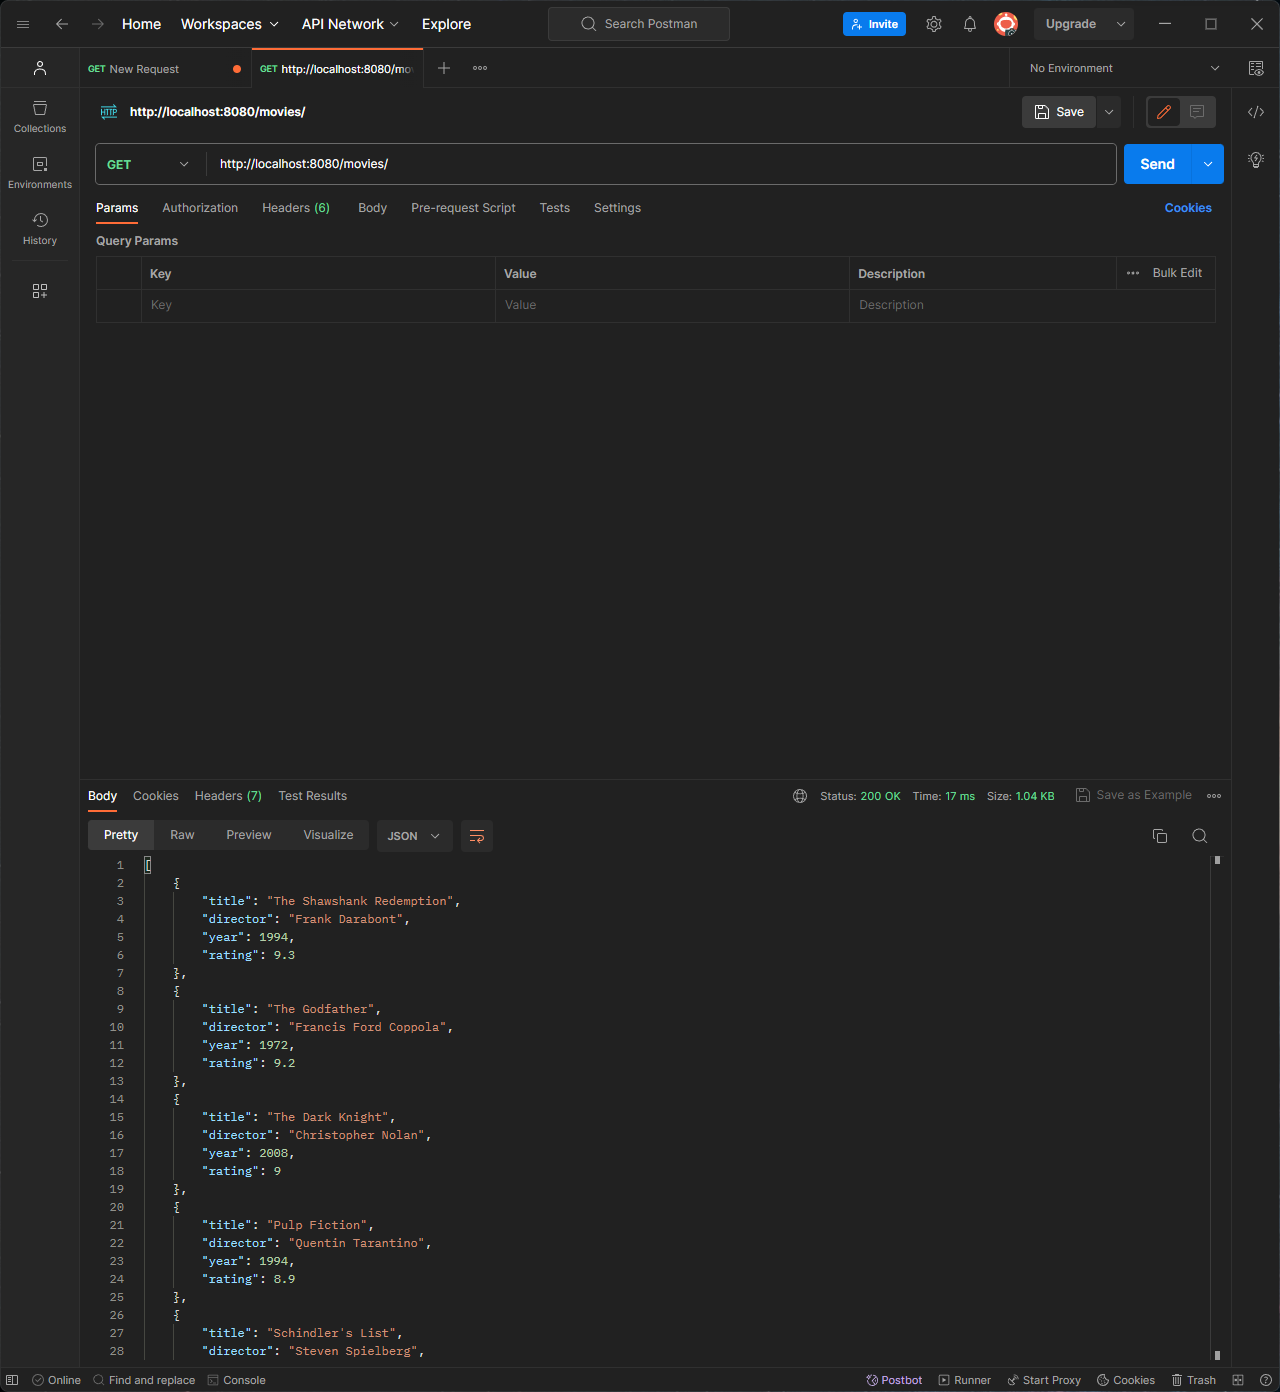 Home Workspaces API Network Explore Search Postman Invite Upgrade
GET New Request GET http://localhost:8080/mo No Environment
HTTP http://localhost:8080/movies/ Save
Collections
Environments
History
GET http://localhost:8080/movies/ Send
Params Authorization Headers (6) Body Pre-request Script Tests Settings Cookies
Query Params
Key Value Description Bulk Edit
Key Value Description
Body Cookies Headers (7) Test Results Status: 200 OK Time: 17 ms Size: 1.04 KB Save as Example
Pretty Raw Preview Visualize JSON
1 [
2 {
3 "title": "The Shawshank Redemption",
4 "director": "Frank Darabont",
5 "year": 1994,
6 "rating": 9.3
7 },
8 {
9 "title": "The Godfather",
10 "director": "Francis Ford Coppola",
11 "year": 1972,
12 "rating": 9.2
13 },
14 {
15 "title": "The Dark Knight",
16 "director": "Christopher Nolan",
17 "year": 2008,
18 "rating": 9
19 },
20 {
21 "title": "Pulp Fiction",
22 "director": "Quentin Tarantino",
23 "year": 1994,
24 "rating": 8.9
25 },
26 {
27 "title": "Schindler's List",
28 "director": "Steven Spielberg",
Online Find and replace Console Postbot Runner Start Proxy Cookies Trash